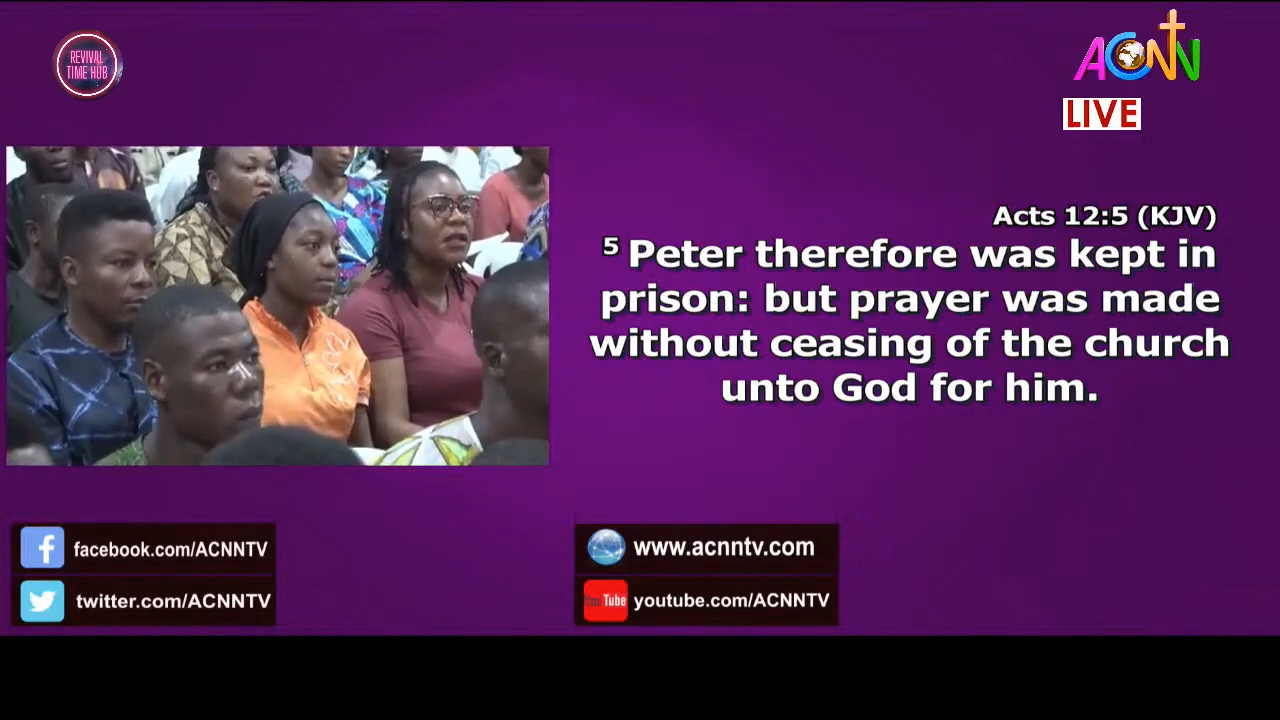 REVIVAL
TIME HUB
ACNN
LIVE
Acts 12:5 (KJV)
5 Peter therefore was kept in
prison: but prayer was made
without ceasing of the church
unto God for him.
facebook.com/ACNNTV
www.acnntv.com
twitter.com/ACNNTV
YouTube
youtube.com/ACNNTV